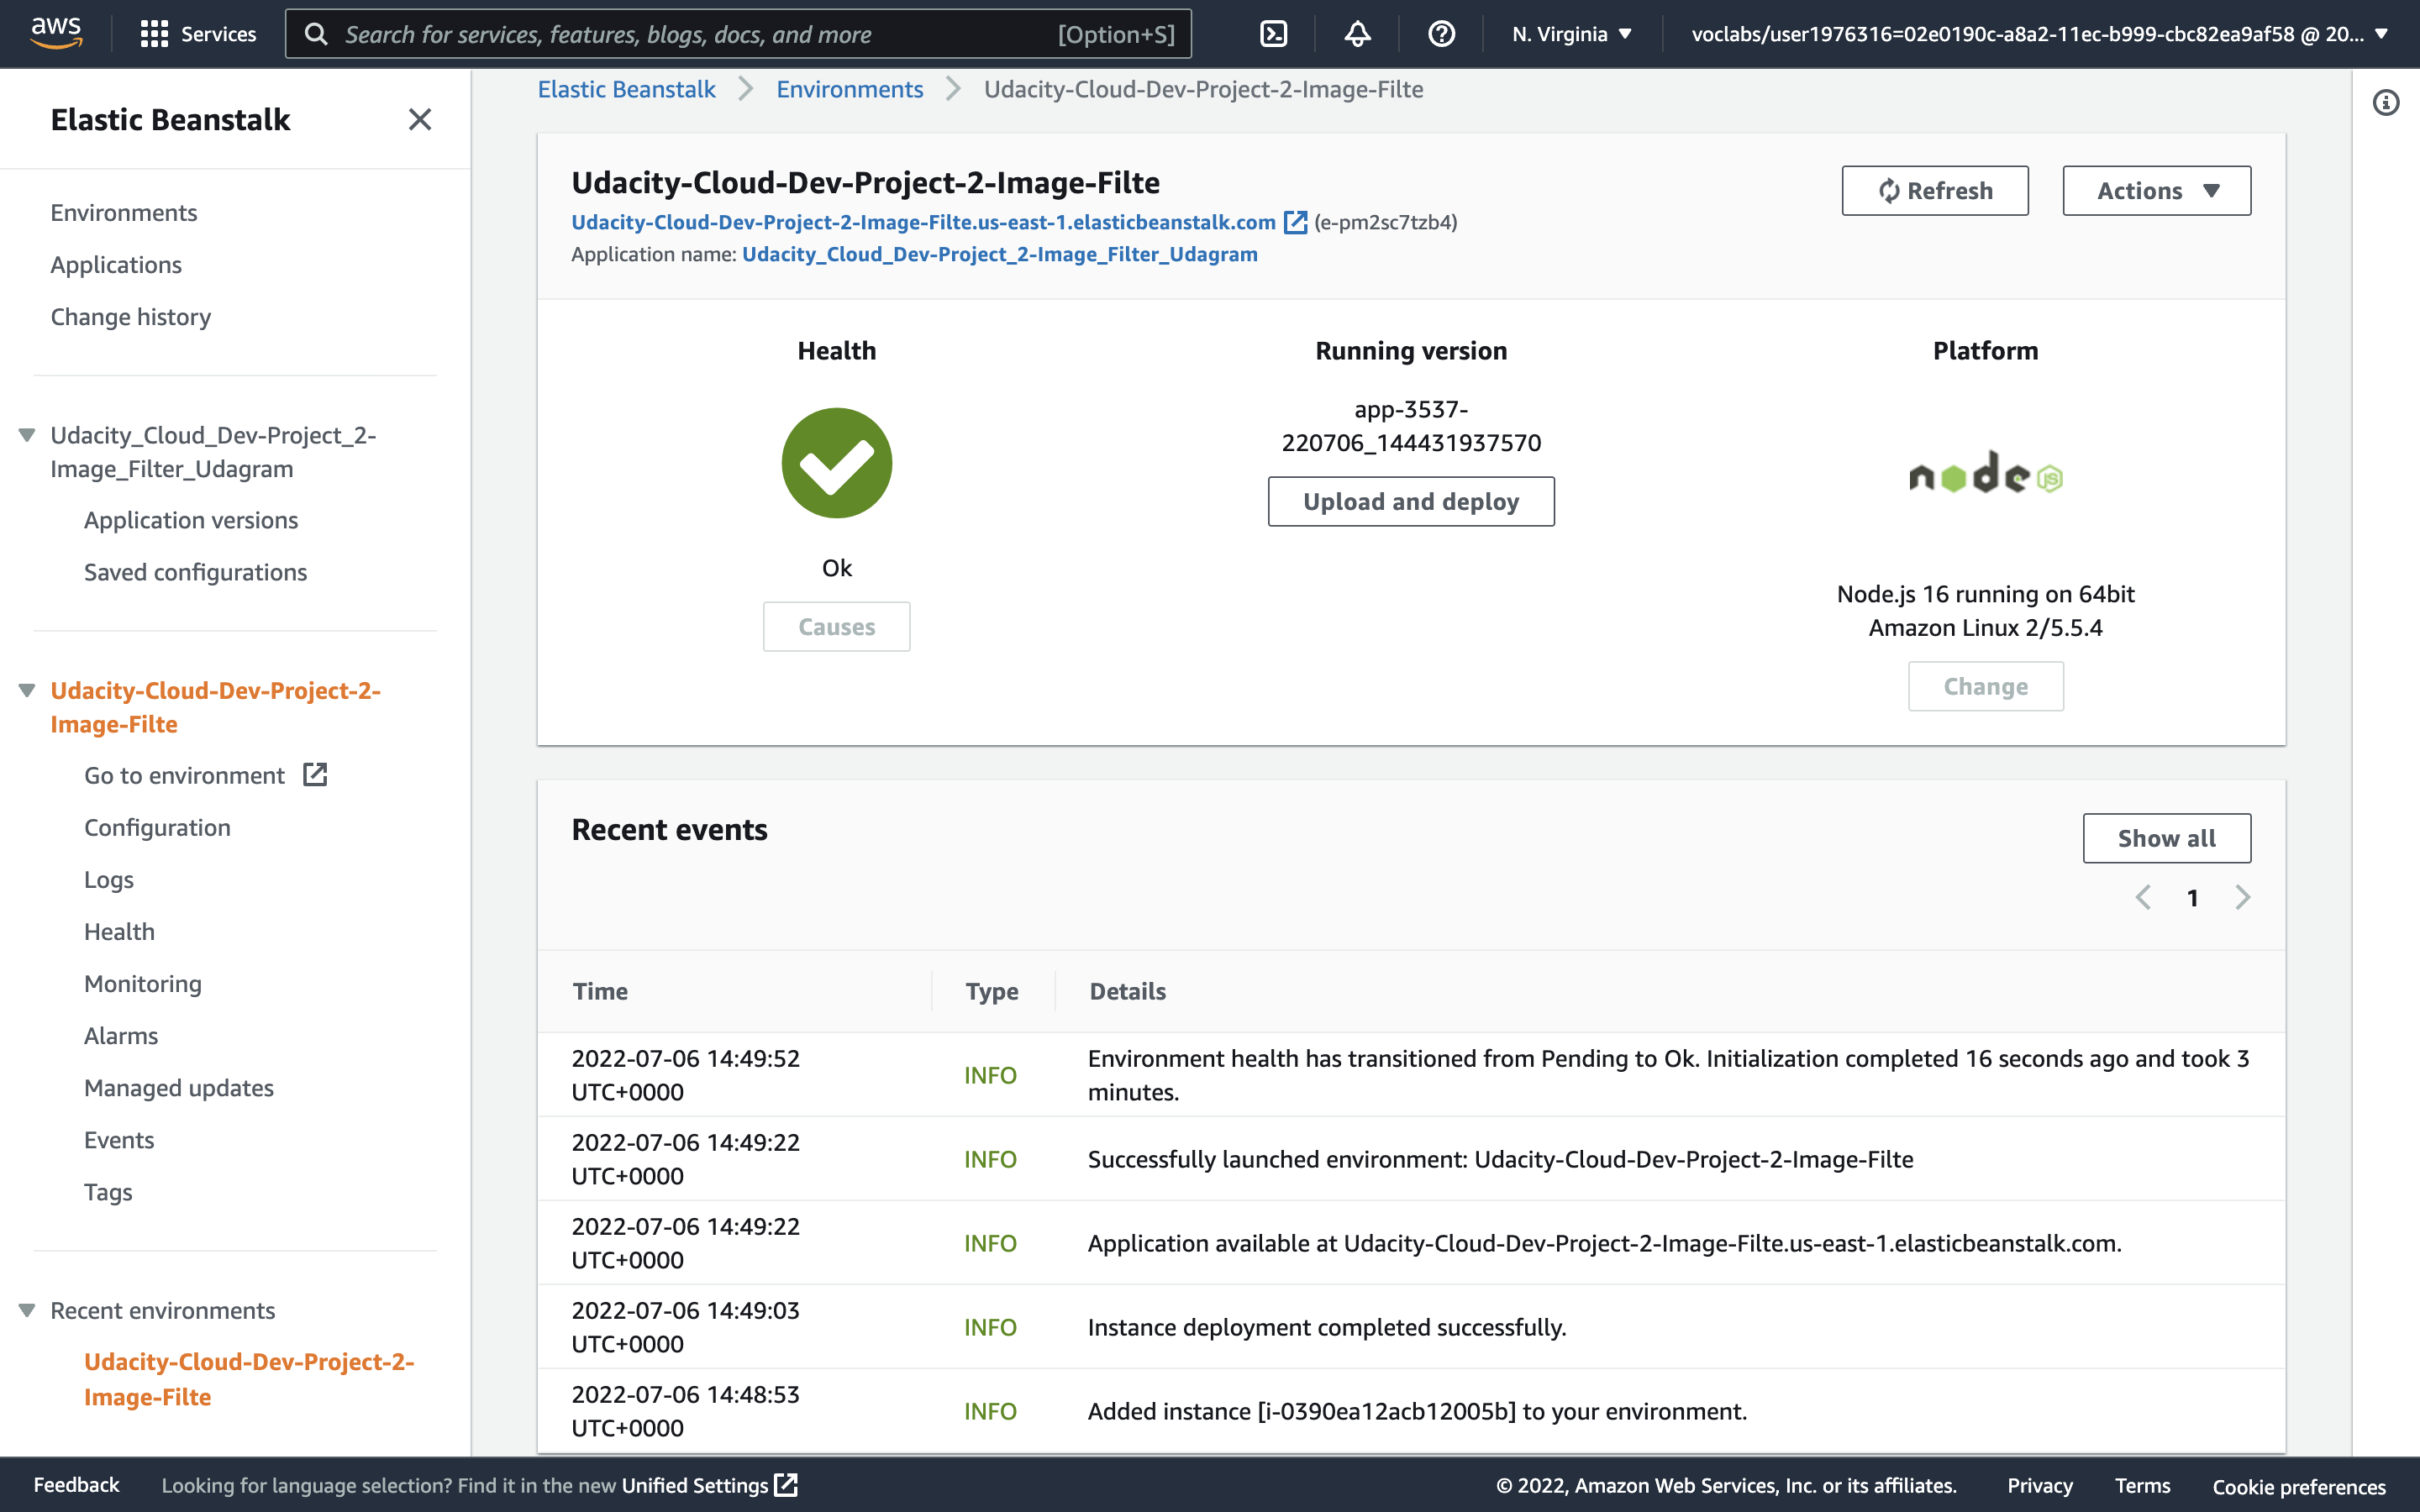 aws
Services
Search for services, features, blogs, docs, and more
[Option+S]
N. Virginia
voclabs/user1976316=02e0190c-a8a2-11ec-b999-cbc82ea9af58 @ 20...
Elastic Beanstalk
Environments
Applications
Change history
Udacity_Cloud_Dev-Project_2-
Image_Filter_Udagram
Application versions
Saved configurations
Udacity-Cloud-Dev-Project-2-
Image-Filte
Go to environment
Configuration
Logs
Health
Monitoring
Alarms
Managed updates
Events
Tags
Recent environments
Udacity-Cloud-Dev-Project-2-
Image-Filte
Elastic Beanstalk Environments Udacity-Cloud-Dev-Project-2-Image-Filte
Udacity-Cloud-Dev-Project-2-Image-Filte
Udacity-Cloud-Dev-Project-2-Image-Filte.us-east-1.elasticbeanstalk.com (e-pm2sc7tzb4)
Application name: Udacity_Cloud_Dev-Project_2-Image_Filter_Udagram
Refresh
Actions
Health
Ok
Causes
Running version
app-3537-
220706_144431937570
Upload and deploy
Platform
node JS
Node.js 16 running on 64bit
Amazon Linux 2/5.5.4
Change
Recent events
Show all
1
Time Type Details
2022-07-06 14:49:52
UTC+0000
INFO
Environment health has transitioned from Pending to Ok. Initialization completed 16 seconds ago and took 3
minutes.
2022-07-06 14:49:22
UTC+0000
INFO
Successfully launched environment: Udacity-Cloud-Dev-Project-2-Image-Filte
2022-07-06 14:49:22
UTC+0000
INFO
Application available at Udacity-Cloud-Dev-Project-2-Image-Filte.us-east-1.elasticbeanstalk.com.
2022-07-06 14:49:03
UTC+0000
INFO
Instance deployment completed successfully.
2022-07-06 14:48:53
UTC+0000
INFO
Added instance [i-0390ea12acb12005b] to your environment.
Feedback
Looking for language selection? Find it in the new Unified Settings
© 2022, Amazon Web Services, Inc. or its affiliates.
Privacy
Terms
Cookie preferences